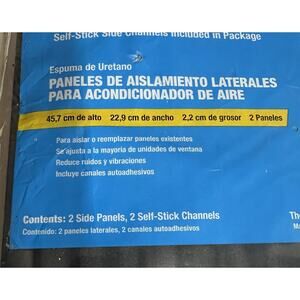 Self-Stick Side Channels Included in Package
Espuma de Uretano
PANELES DE AISLAMIENTO LATERALES
PARA ACONDICIONADOR DE AIRE
45,7 cm de alto 22,9 cm de ancho 2,2 cm de grosor 2 Paneles
Para aislar o reemplazar paneles existentes
Se ajusta a la mayoria de unidades de ventana
Reduce ruidos y vibraciones
Incluye canales autoadhesivos
Contents: 2 Side Panels, 2 Self-Stick Channels
Contenido: 2 paneles laterales, 2 canales autoadhesivos